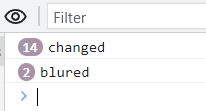 Filter
14 changed
2 blured
>